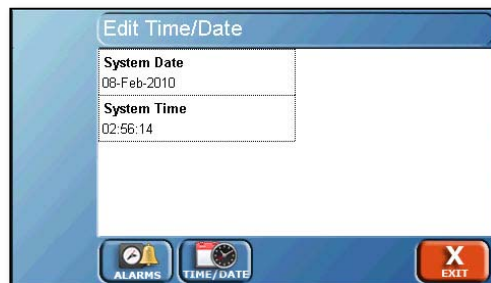 Edit Time/Date
System Date
08-Feb-2010
System Time
02:56:14
ALARMS
TIME/DATE
X
EXIT